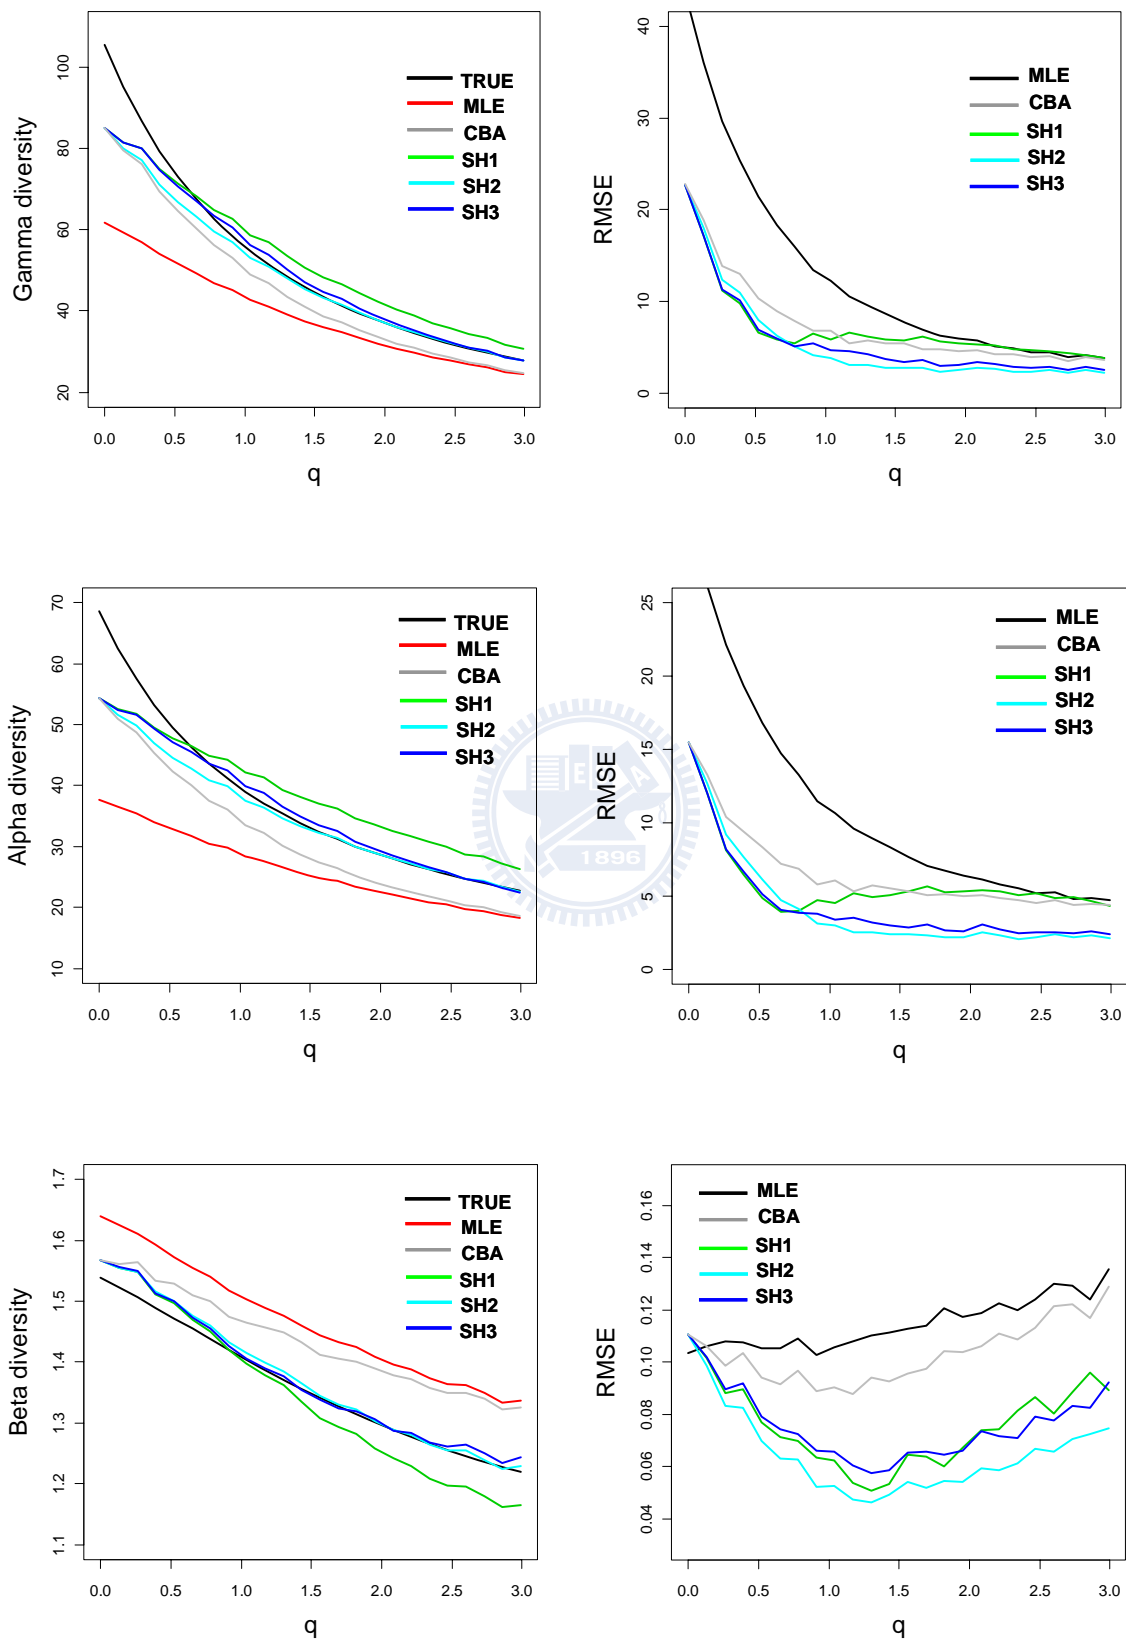 Gamma diversity
100
80
60
40
20
TRUE
MLE
CBA
SH1
SH2
SH3
0.0 0.5 1.0 1.5 2.0 2.5 3.0
q
RMSE
40
30
20
10
0
MLE
CBA
SH1
SH2
SH3
0.0 0.5 1.0 1.5 2.0 2.5 3.0
q
Alpha diversity
70
60
50
40
30
20
10
TRUE
MLE
CBA
SH1
SH2
SH3
0.0 0.5 1.0 1.5 2.0 2.5 3.0
q
RMSE
25
20
15
10
5
0
MLE
CBA
SH1
SH2
SH3
0.0 0.5 1.0 1.5 2.0 2.5 3.0
q
E A
1896
Beta diversity
1.7
1.6
1.5
1.4
1.3
1.2
1.1
TRUE
MLE
CBA
SH1
SH2
SH3
0.0 0.5 1.0 1.5 2.0 2.5 3.0
q
RMSE
0.16
0.14
0.12
0.10
0.08
0.06
0.04
MLE
CBA
SH1
SH2
SH3
0.0 0.5 1.0 1.5 2.0 2.5 3.0
q